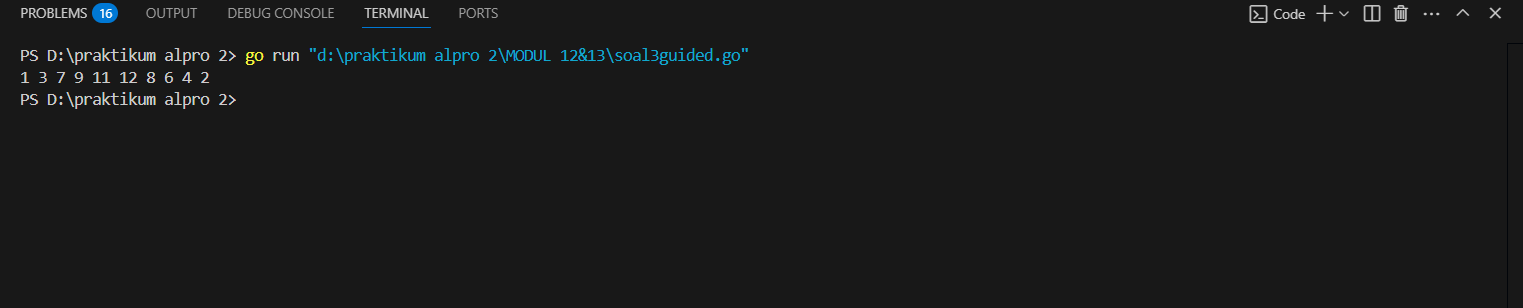 PROBLEMS 16 OUTPUT DEBUG CONSOLE TERMINAL PORTS Code
PS D:\praktikum alpro 2> go run "d:\praktikum alpro 2\MODUL 12&13\soal3guided.go"
1 3 7 9 11 12 8 6 4 2
PS D:\praktikum alpro 2>